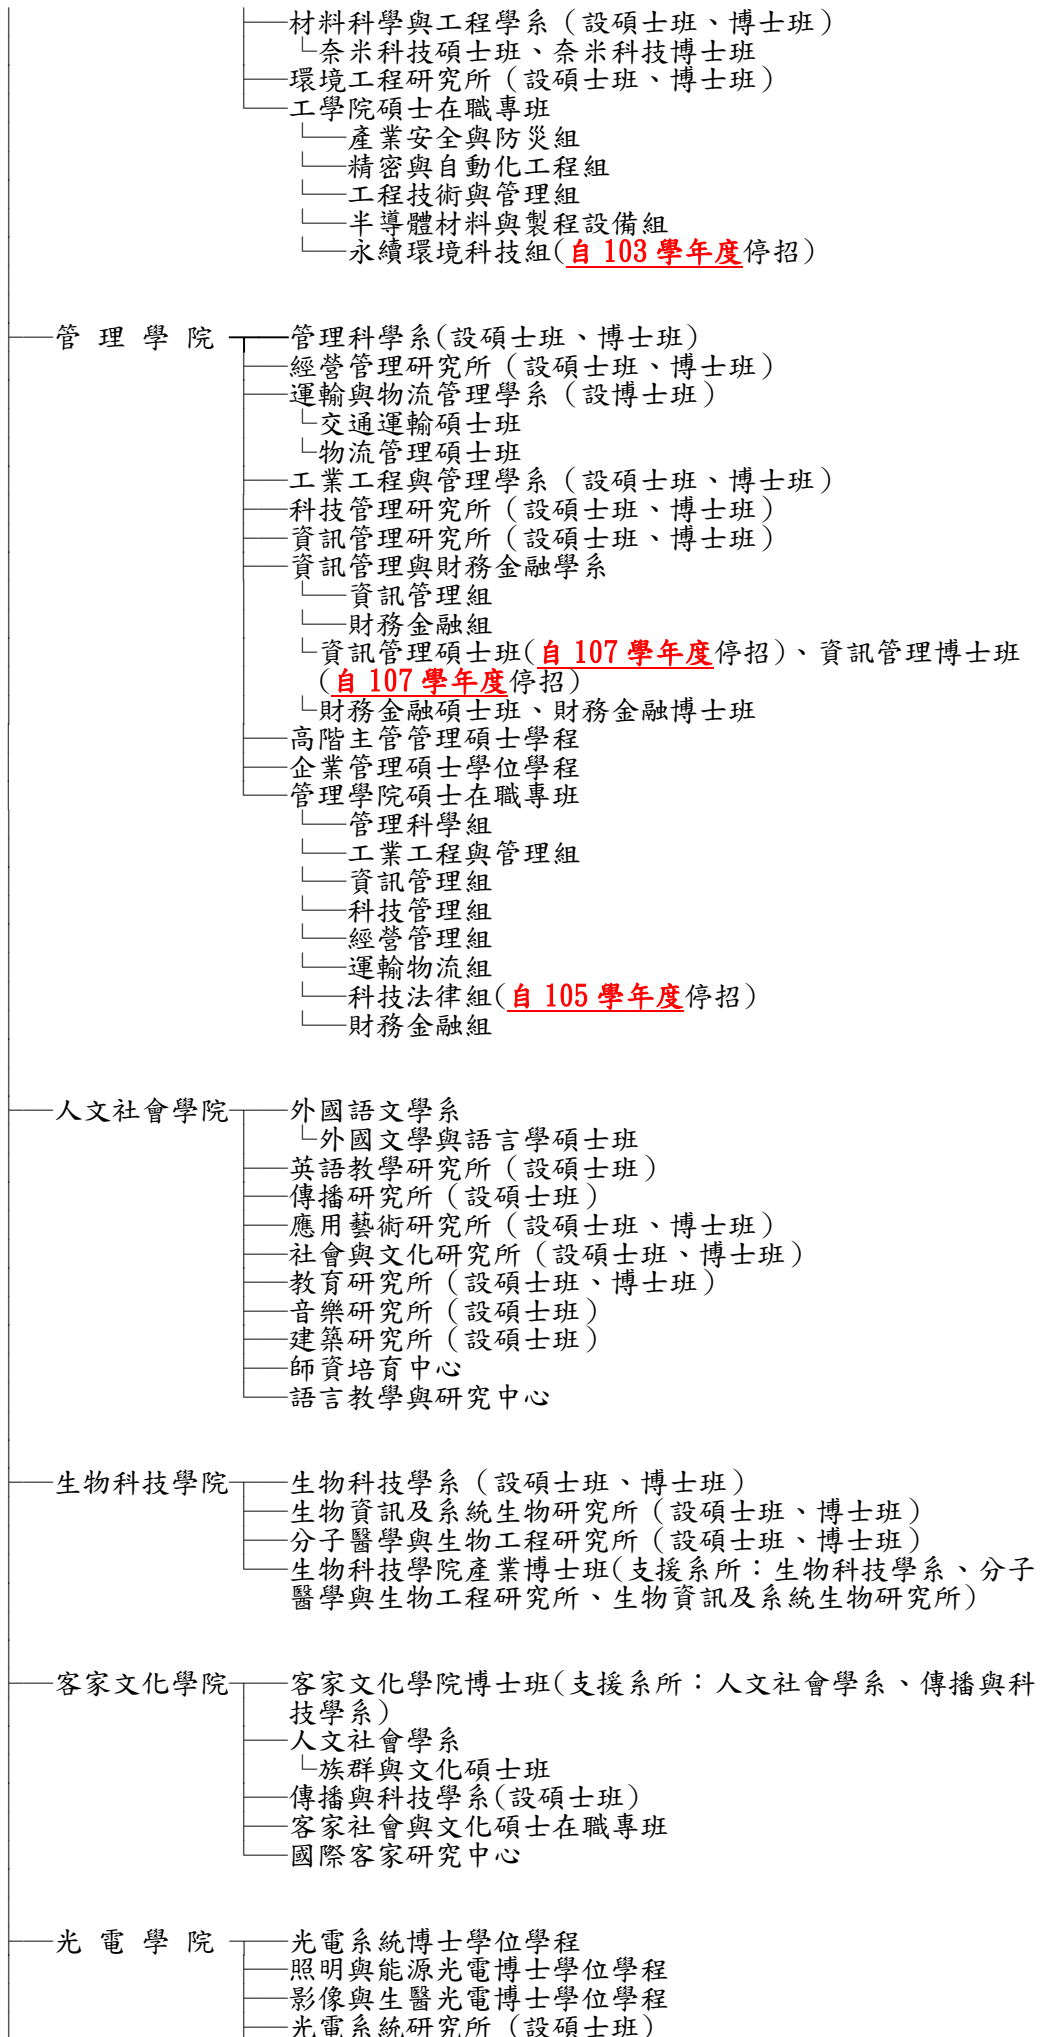 材料科學與工程學系（設碩士班、博士班）
奈米科技碩士班、奈米科技博士班
環境工程研究所（設碩士班、博士班）
工學院碩士在職專班
產業安全與防災組
精密與自動化工程組
工程技術與管理組
半導體材料與製程設備組
永續環境科技組(自 103 學年度停招)
管 理 學 院 管理科學系(設碩士班、博士班)
經營管理研究所（設碩士班、博士班）
運輸與物流管理學系（設博士班）
交通運輸碩士班
物流管理碩士班
工業工程與管理學系（設碩士班、博士班）
科技管理研究所（設碩士班、博士班）
資訊管理研究所（設碩士班、博士班）
資訊管理與財務金融學系
資訊管理組
財務金融組
資訊管理碩士班(自 107 學年度停招)、資訊管理博士班
(自 107 學年度停招)
財務金融碩士班、財務金融博士班
高階主管管理碩士學程
企業管理碩士學位學程
管理學院碩士在職專班
管理科學組
工業工程與管理組
資訊管理組
科技管理組
經營管理組
運輸物流組
科技法律組(自 105 學年度停招)
財務金融組
人文社會學院 外國語文學系
外國文學與語言學碩士班
英語教學研究所（設碩士班）
傳播研究所（設碩士班）
應用藝術研究所（設碩士班、博士班）
社會與文化研究所（設碩士班、博士班）
教育研究所（設碩士班、博士班）
音樂研究所（設碩士班）
建築研究所（設碩士班）
師資培育中心
語言教學與研究中心
生物科技學院 生物科技學系（設碩士班、博士班）
生物資訊及系統生物研究所（設碩士班、博士班）
分子醫學與生物工程研究所（設碩士班、博士班）
生物科技學院產業博士班(支援系所：生物科技學系、分子
醫學與生物工程研究所、生物資訊及系統生物研究所)
客家文化學院 客家文化學院博士班(支援系所：人文社會學系、傳播與科
技學系)
人文社會學系
族群與文化碩士班
傳播與科技學系(設碩士班)
客家社會與文化碩士在職專班
國際客家研究中心
光 電 學 院 光電系統博士學位學程
照明與能源光電博士學位學程
影像與生醫光電博士學位學程
光電系統研究所（設碩士班）